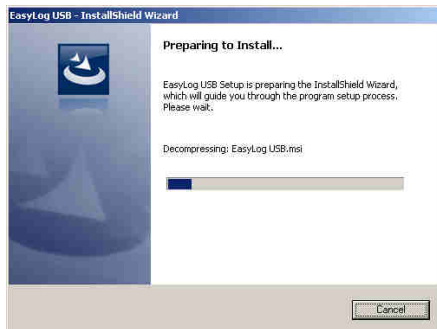 EasyLog USB - InstallShield Wizard
Preparing to Install...
EasyLog USB Setup is preparing the InstallShield Wizard,
which will guide you through the program setup process.
Please wait.
Decompressing: EasyLog USB.msi
Cancel